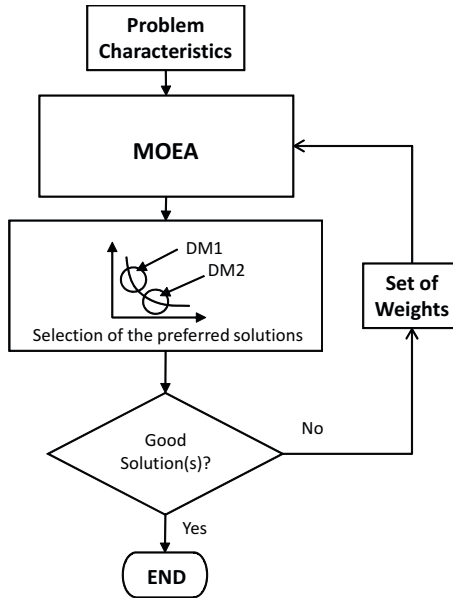 Problem
Characteristics
MOEA
DM1
DM2
Selection of the preferred solutions
Set of
Weights
Good
Solution(s)?
No
Yes
END